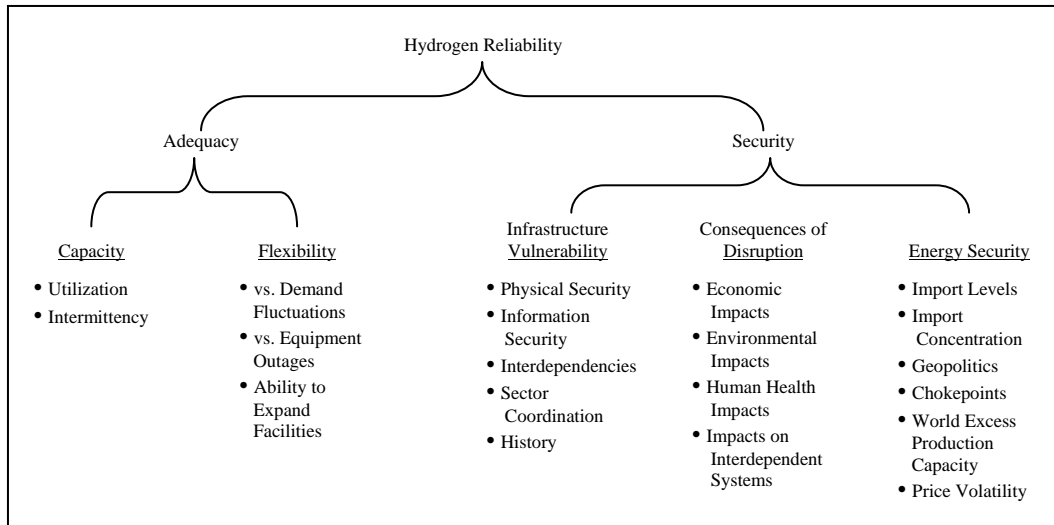 Hydrogen Reliability
Adequacy
Security
Capacity
• Utilization
• Intermittency
Flexibility
• vs. Demand
Fluctuations
• vs. Equipment
Outages
• Ability to
Expand
Facilities
Infrastructure
Vulnerability
• Physical Security
• Information
Security
• Interdependencies
• Sector
Coordination
• History
Consequences of
Disruption
• Economic
Impacts
• Environmental
Impacts
• Human Health
Impacts
• Impacts on
Interdependent
Systems
Energy Security
• Import Levels
• Import
Concentration
• Geopolitics
• Chokepoints
• World Excess
Production
Capacity
• Price Volatility